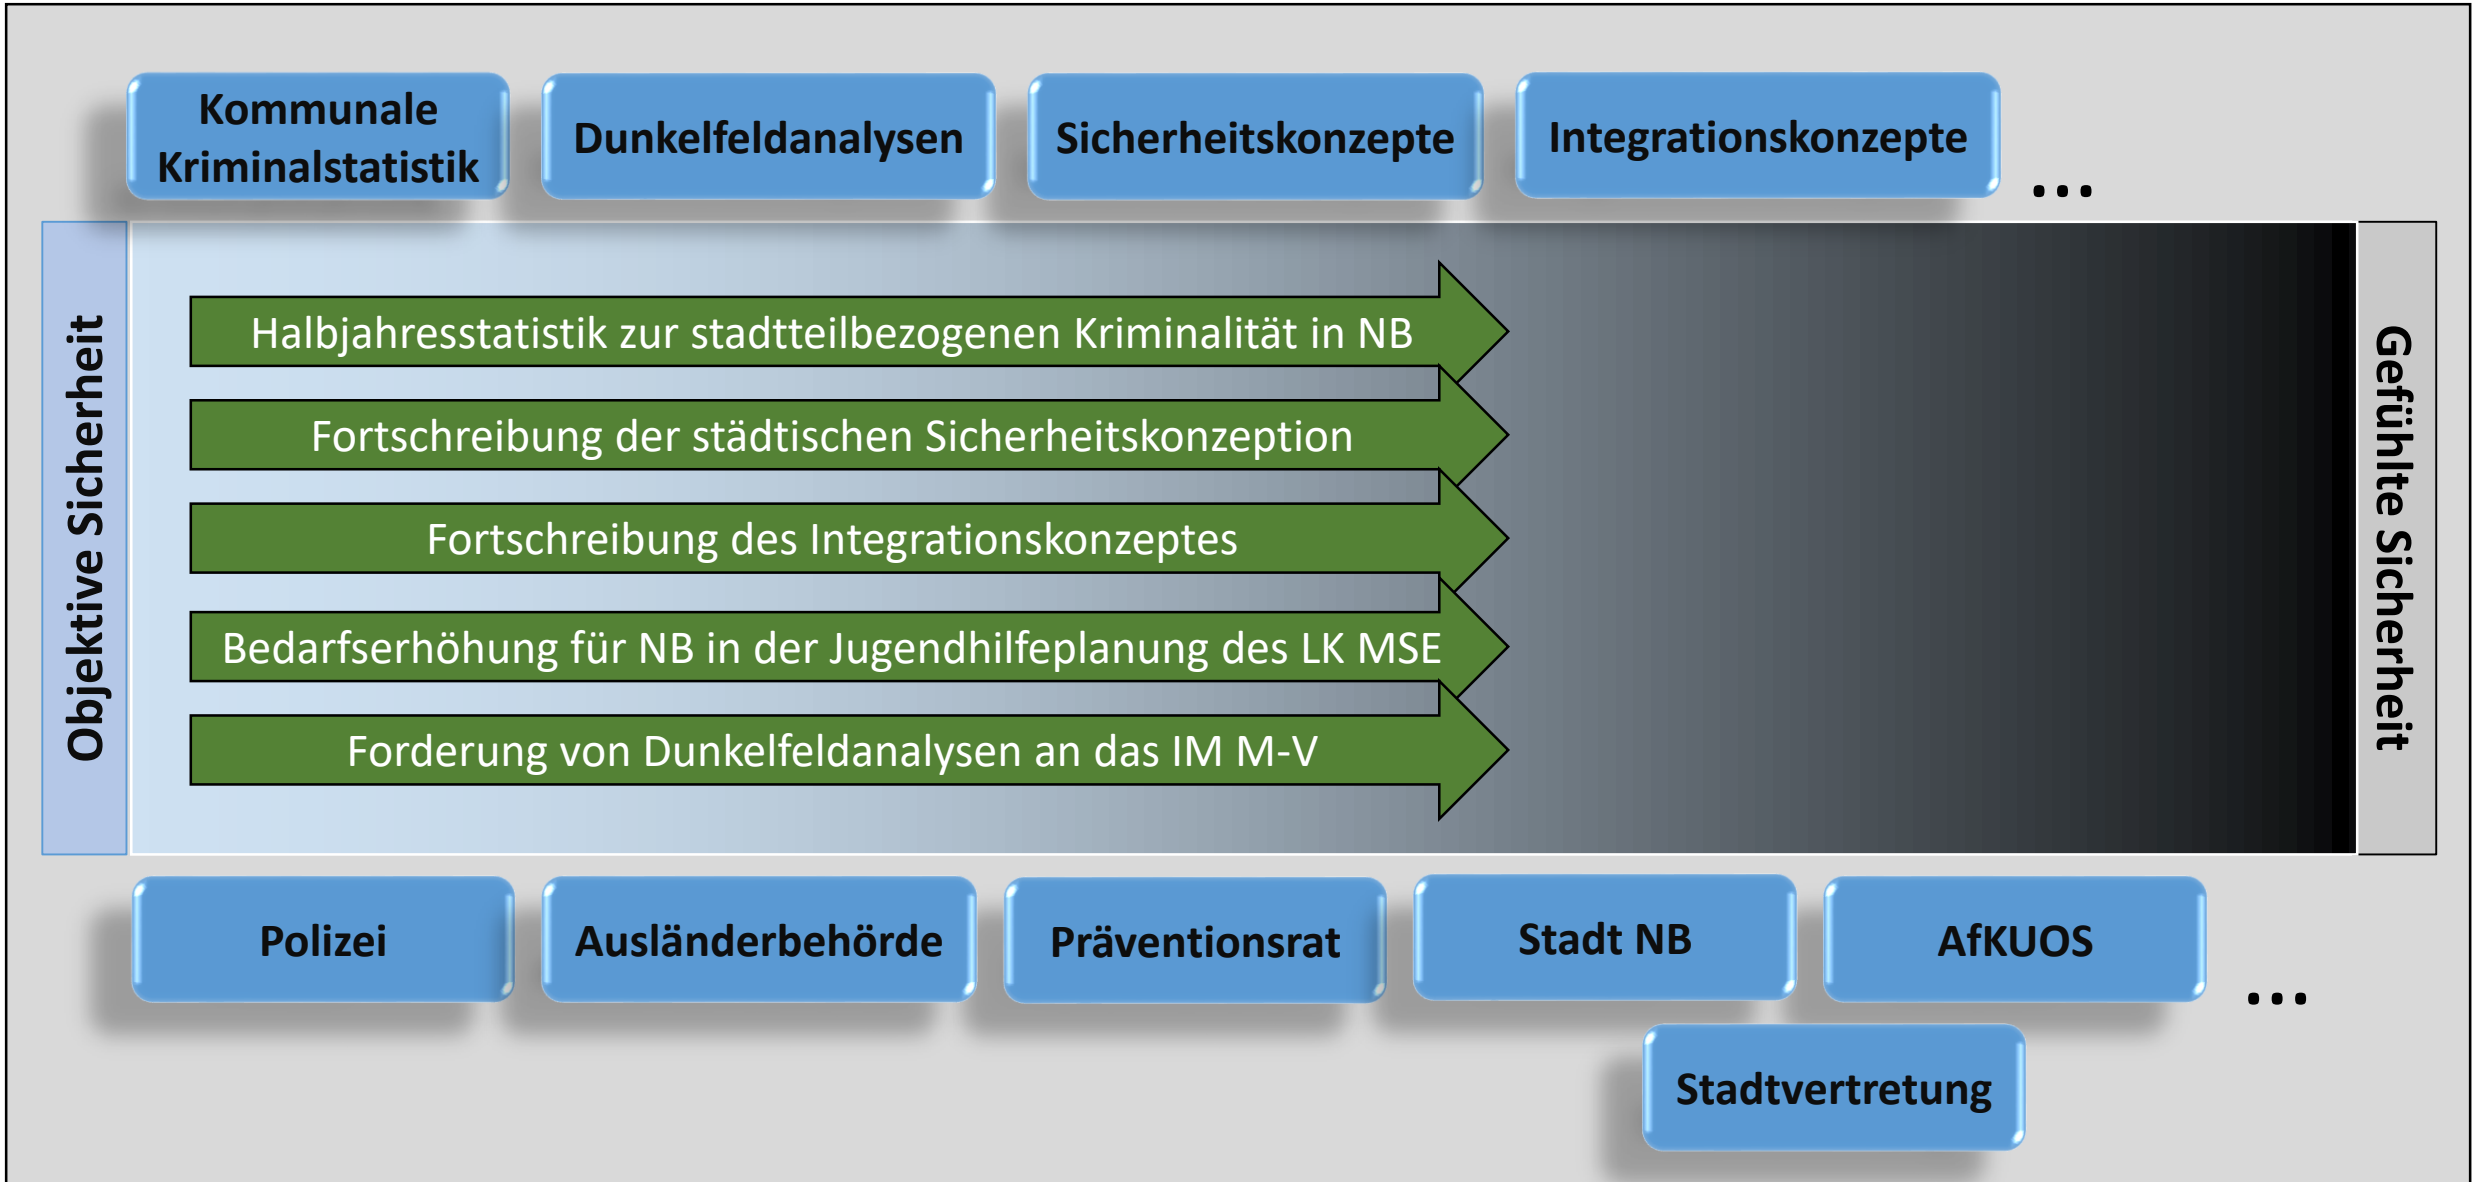 Kommunale
Kriminalstatistik
Dunkelfeldanalysen
Sicherheitskonzepte
Integrationskonzepte
...
Objektive Sicherheit
Halbjahresstatistik zur stadtteilbezogenen Kriminalität in NB
Fortschreibung der städtischen Sicherheitskonzeption
Fortschreibung des Integrationskonzeptes
Bedarfserhöhung für NB in der Jugendhilfeplanung des LK MSE
Forderung von Dunkelfeldanalysen an das IM M-V
Gefühlte Sicherheit
Polizei
Ausländerbehörde
Präventionsrat
Stadt NB
AfKUOS
...
Stadtvertretung